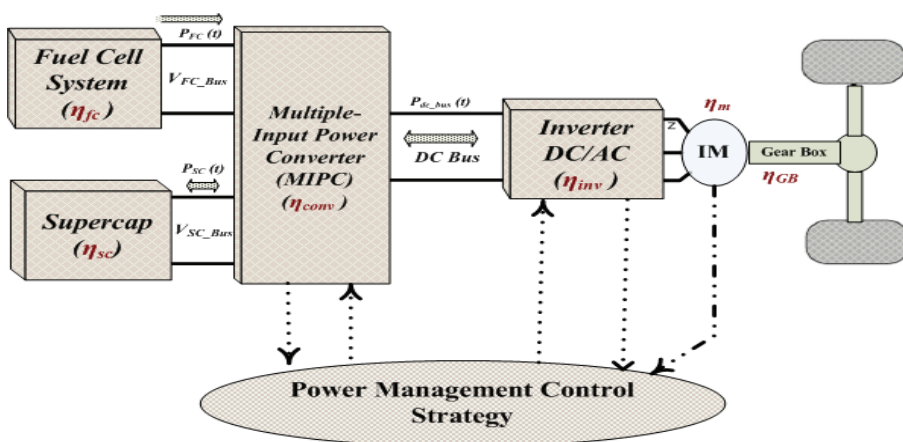 P_FC (t)
Fuel Cell
System
(η_fc)
V_FC_Bus
Multiple-
Input Power
Converter
(MIPC)
(η_conv)
P_SC (t)
Supercap
(η_sc)
V_SC_Bus
P_dc_bus (t)
DC Bus
Inverter
DC/AC
(η_inv)
Z
η_m
IM
Gear Box
η_GB
Power Management Control
Strategy